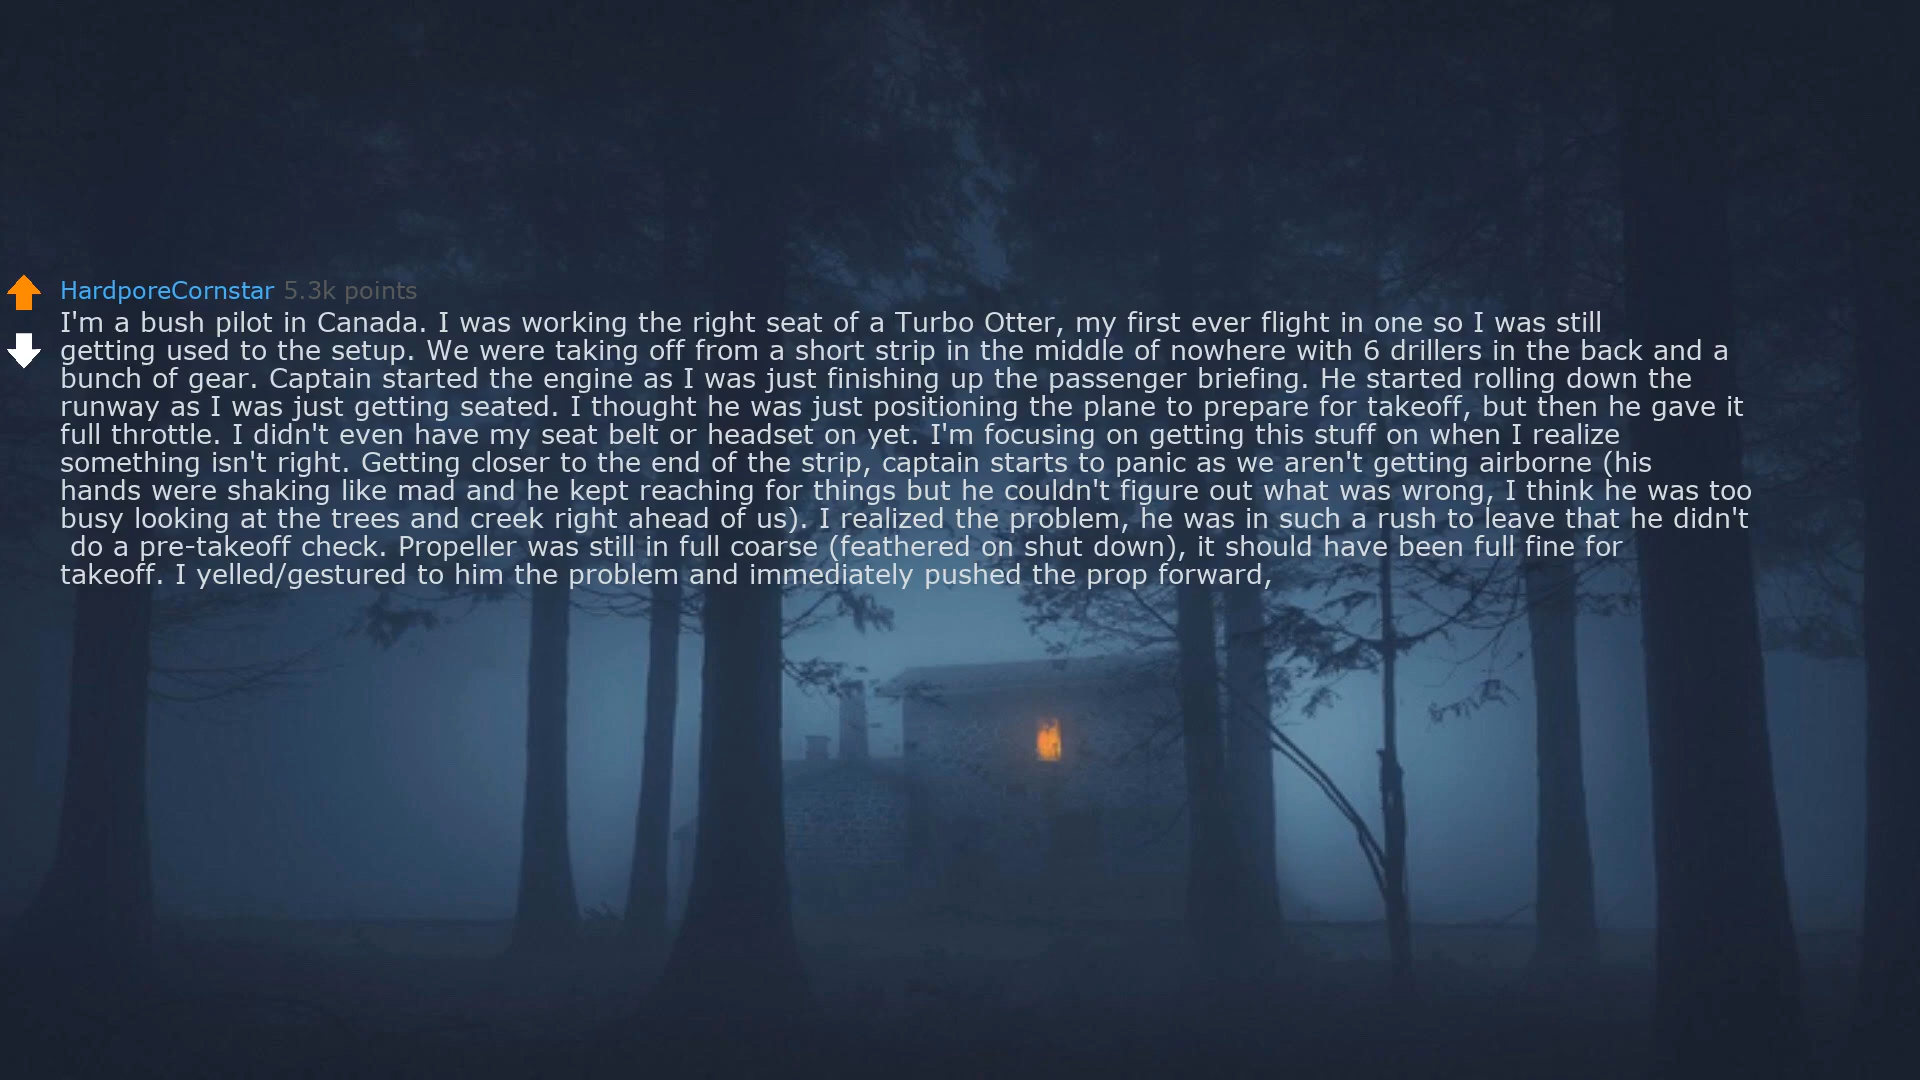 HardporeCornstar 5.3k points
I'm a bush pilot in Canada. I was working the right seat of a Turbo Otter, my first ever flight in one so I was still
getting used to the setup. We were taking off from a short strip in the middle of nowhere with 6 drillers in the back and a
bunch of gear. Captain started the engine as I was just finishing up the passenger briefing. He started rolling down the
runway as I was just getting seated. I thought he was just positioning the plane to prepare for takeoff, but then he gave it
full throttle. I didn't even have my seat belt or headset on yet. I'm focusing on getting this stuff on when I realize
something isn't right. Getting closer to the end of the strip, captain starts to panic as we aren't getting airborne (his
hands were shaking like mad and he kept reaching for things but he couldn't figure out what was wrong, I think he was too
busy looking at the trees and creek right ahead of us). I realized the problem, he was in such a rush to leave that he didn't
do a pre-takeoff check. Propeller was still in full coarse (feathered on shut down), it should have been full fine for
takeoff. I yelled/gestured to him the problem and immediately pushed the prop forward,